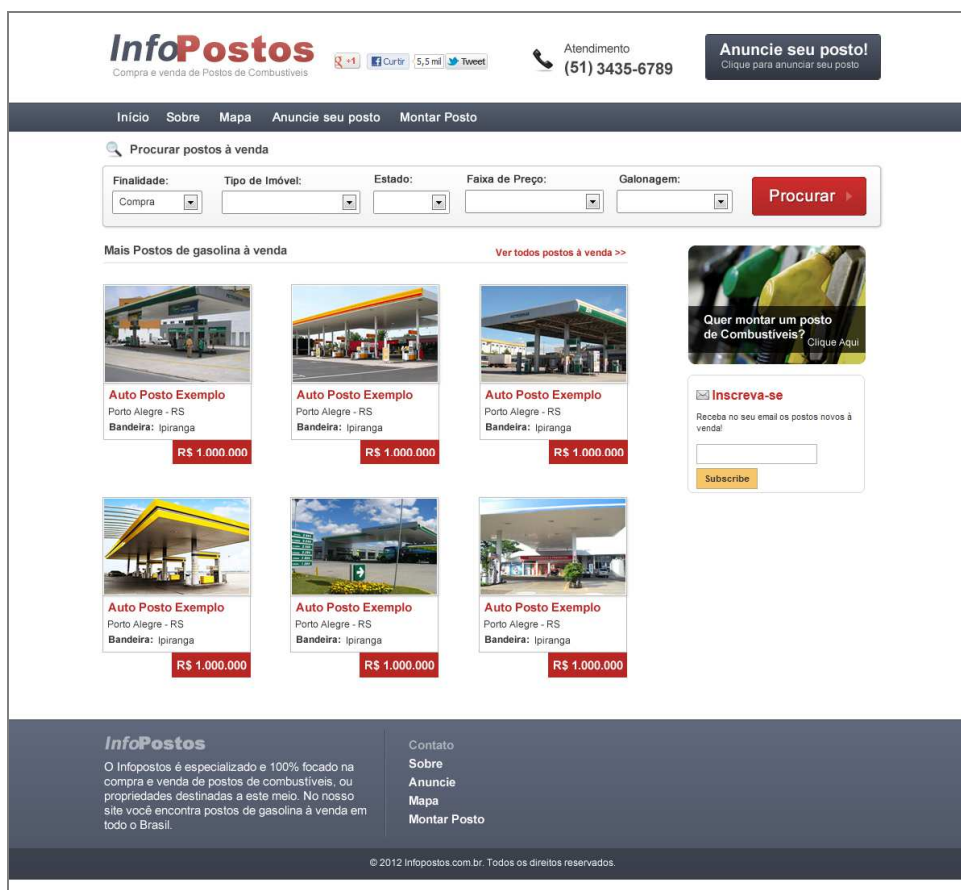 InfoPostos
Compra e venda de Postos de Combustíveis
+1
Curtir
5,5 mil
Tweet
Atendimento
(51) 3435-6789
Anuncie seu posto!
Clique para anunciar seu posto
Início Sobre Mapa Anuncie seu posto Montar Posto
Procurar postos à venda
Finalidade: Tipo de Imóvel: Estado: Faixa de Preço: Galonagem:
Compra
Procurar
Mais Postos de gasolina à venda
Ver todos postos à venda >>
Auto Posto Exemplo
Porto Alegre - RS
Bandeira: Ipiranga
R$ 1.000.000
Auto Posto Exemplo
Porto Alegre - RS
Bandeira: Ipiranga
R$ 1.000.000
Auto Posto Exemplo
Porto Alegre - RS
Bandeira: Ipiranga
R$ 1.000.000
Auto Posto Exemplo
Porto Alegre - RS
Bandeira: Ipiranga
R$ 1.000.000
Auto Posto Exemplo
Porto Alegre - RS
Bandeira: Ipiranga
R$ 1.000.000
Auto Posto Exemplo
Porto Alegre - RS
Bandeira: Ipiranga
R$ 1.000.000
Quer montar um posto
de Combustíveis?
Clique Aqui
Inscreva-se
Receba no seu email os postos novos à
venda!
Subscribe
InfoPostos
O Infopostos é especializado e 100% focado na
compra e venda de postos de combustíveis, ou
propriedades destinadas a este meio. No nosso
site você encontra postos de gasolina à venda em
todo o Brasil.
Contato
Sobre
Anuncie
Mapa
Montar Posto
© 2012 Infopostos.com.br. Todos os direitos reservados.